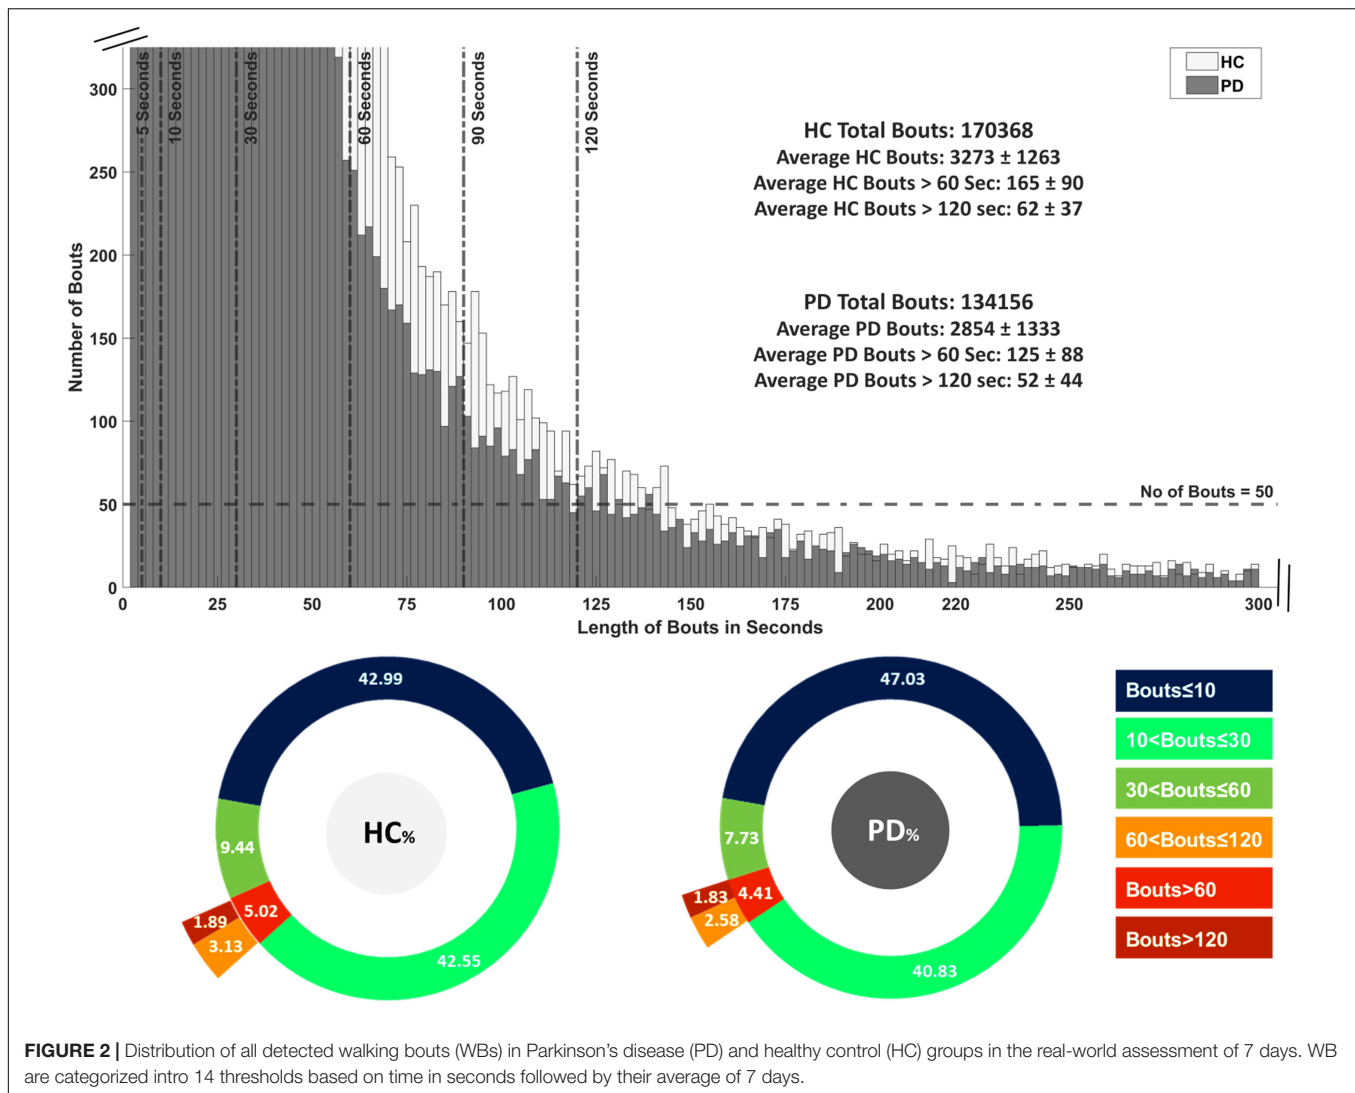 HC
PD
5 Seconds
10 Seconds
30 Seconds
60 Seconds
90 Seconds
120 Seconds
HC Total Bouts: 170368
Average HC Bouts: 3273 ± 1263
Average HC Bouts > 60 Sec: 165 ± 90
Average HC Bouts > 120 sec: 62 ± 37
PD Total Bouts: 134156
Average PD Bouts: 2854 ± 1333
Average PD Bouts > 60 Sec: 125 ± 88
Average PD Bouts > 120 sec: 52 ± 44
No of Bouts = 50
Number of Bouts
300
250
200
150
100
50
0
0 25 50 75 100 125 150 175 200 220 250 300
Length of Bouts in Seconds
42.99
9.44
5.02
1.89
3.13
42.55
HC%
47.03
7.73
4.41
1.83
2.58
40.83
PD%
Bouts≤10
10<Bouts≤30
30<Bouts≤60
60<Bouts≤120
Bouts>60
Bouts>120
FIGURE 2 | Distribution of all detected walking bouts (WBs) in Parkinson's disease (PD) and healthy control (HC) groups in the real-world assessment of 7 days. WB
are categorized intro 14 thresholds based on time in seconds followed by their average of 7 days.